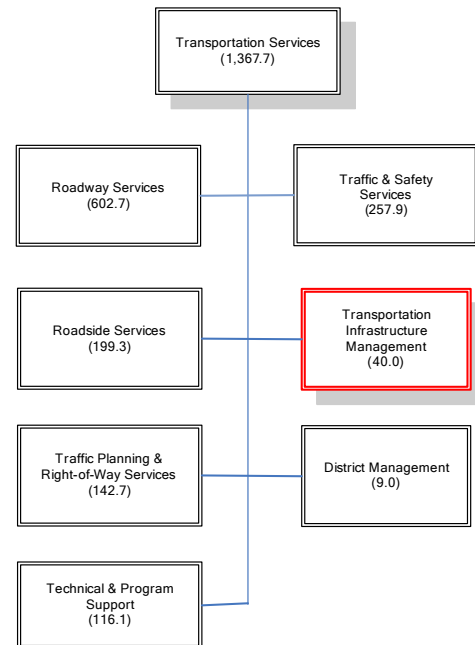 Transportation Services
(1,367.7)
Roadway Services
(602.7)
Traffic & Safety
Services
(257.9)
Roadside Services
(199.3)
Transportation
Infrastructure
Management
(40.0)
Traffic Planning &
Right-of-Way Services
(142.7)
District Management
(9.0)
Technical & Program
Support
(116.1)